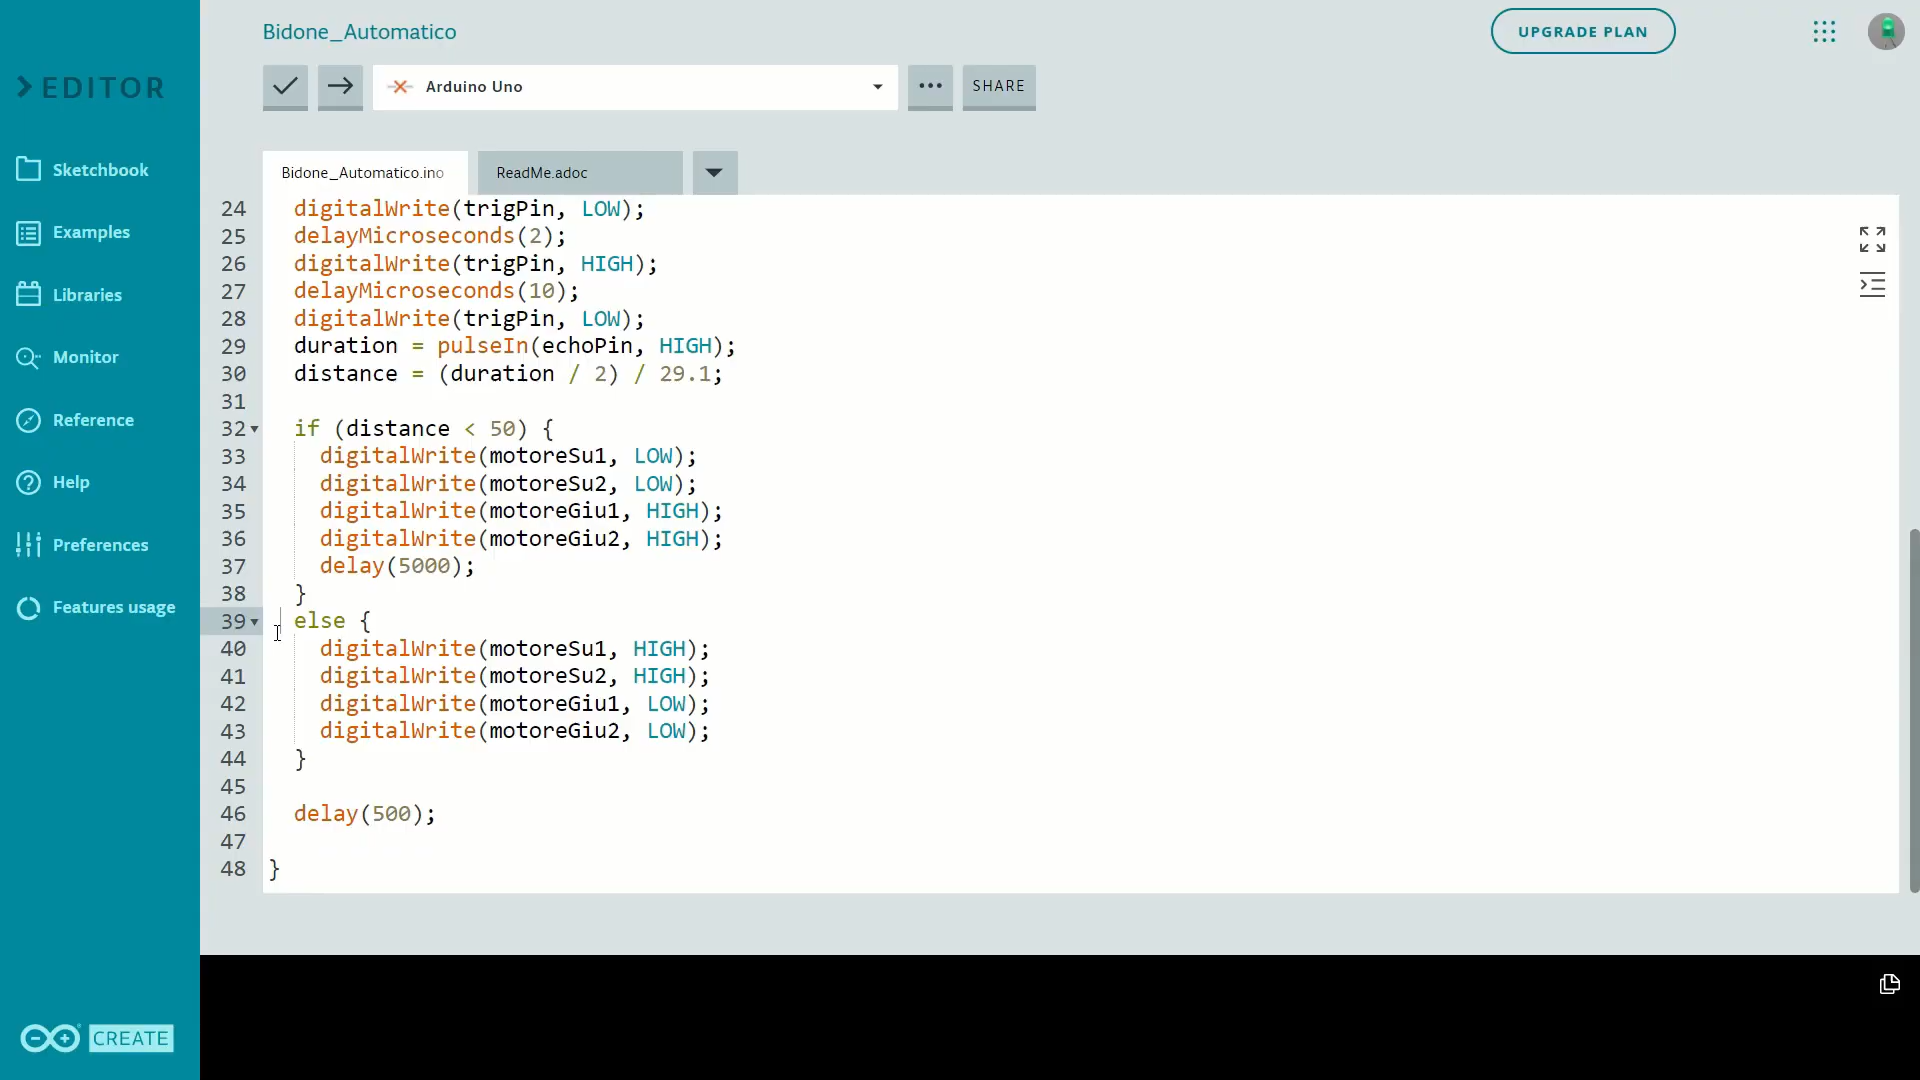 Bidone_Automatico
UPGRADE PLAN
EDITOR
Arduino Uno
SHARE
Sketchbook
Examples
Libraries
Monitor
Reference
Help
Preferences
Features usage
CREATE
Bidone_Automatico.ino
ReadMe.adoc
24 digitalWrite(trigPin, LOW);
25 delayMicroseconds(2);
26 digitalWrite(trigPin, HIGH);
27 delayMicroseconds(10);
28 digitalWrite(trigPin, LOW);
29 duration = pulseIn(echoPin, HIGH);
30 distance = (duration / 2) / 29.1;
31
32 if (distance < 50) {
33 digitalWrite(motoreSu1, LOW);
34 digitalWrite(motoreSu2, LOW);
35 digitalWrite(motoreGiu1, HIGH);
36 digitalWrite(motoreGiu2, HIGH);
37 delay(5000);
38 }
39 else {
40 digitalWrite(motoreSu1, HIGH);
41 digitalWrite(motoreSu2, HIGH);
42 digitalWrite(motoreGiu1, LOW);
43 digitalWrite(motoreGiu2, LOW);
44 }
45
46 delay(500);
47
48 }